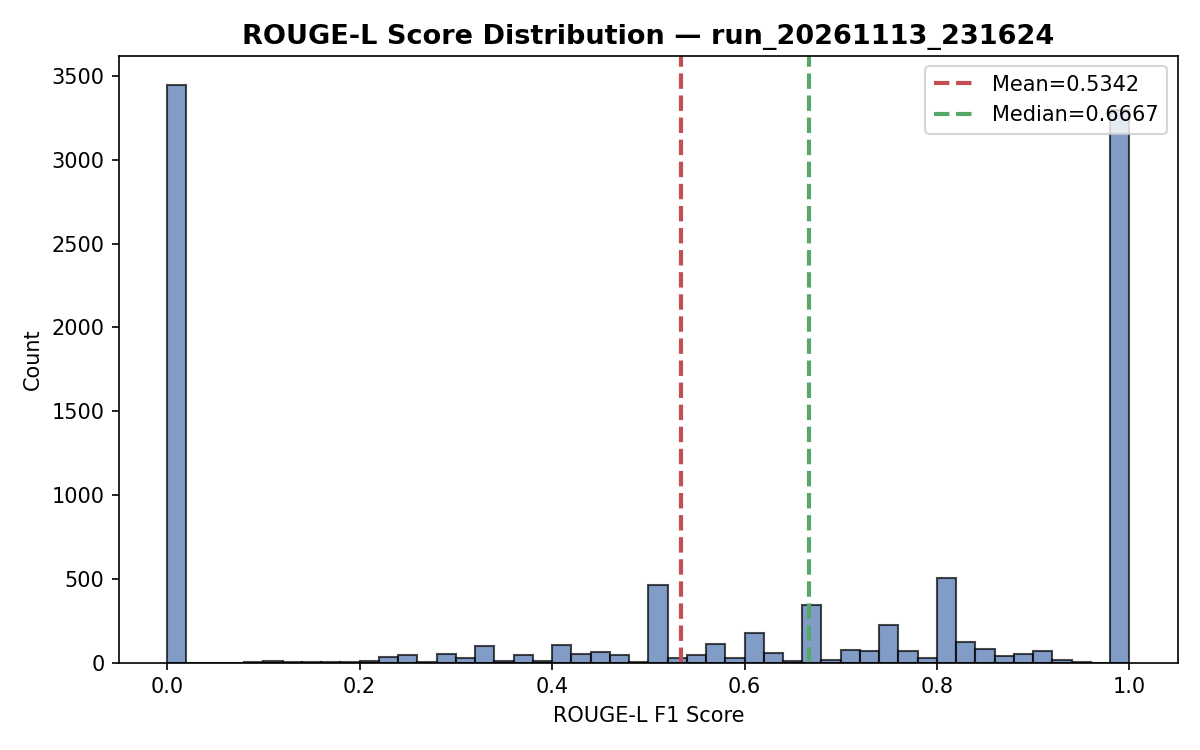 ROUGE-L Score Distribution — run_20261113_231624
Mean=0.5342
Median=0.6667
Count
3500
3000
2500
2000
1500
1000
500
0
0.0 0.2 0.4 0.6 0.8 1.0
ROUGE-L F1 Score